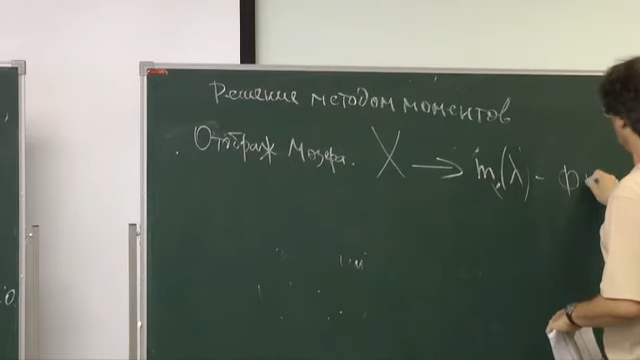 Решение методом моментов
Отображ Мозера. X → m(λ) - ф